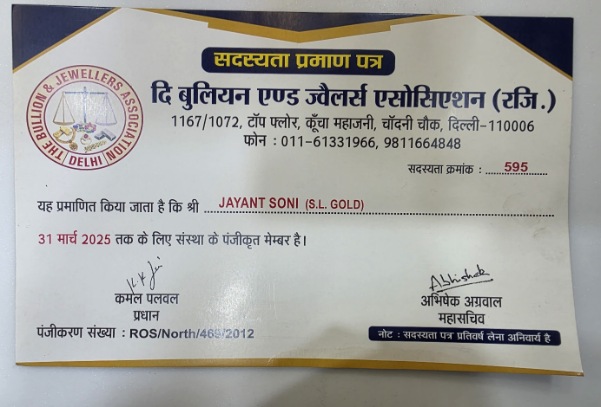 सदस्यता प्रमाण पत्र
THE BULLION & JEWELLERS ASSOCIATION
DELHI
दि बुलियन एण्ड ज्वैलर्स एसोसिएशन (रजि.)
1167/1072, टॉप फ्लोर, कूँचा महाजनी, चाँदनी चौक, दिल्ली-110006
फोन : 011-61331966, 9811664848
सदस्यता क्रमांक : 595
यह प्रमाणित किया जाता है कि श्री JAYANT SONI (S.L. GOLD)
31 मार्च 2025 तक के लिए संस्था के पंजीकृत मेम्बर है।
Abhishek
कमल पलवल
प्रधान
अभिषेक अग्रवाल
महासचिव
पंजीकरण संख्या : ROS/North/469/2012
नोट : सदस्यता पत्र प्रतिवर्ष लेना अनिवार्य है